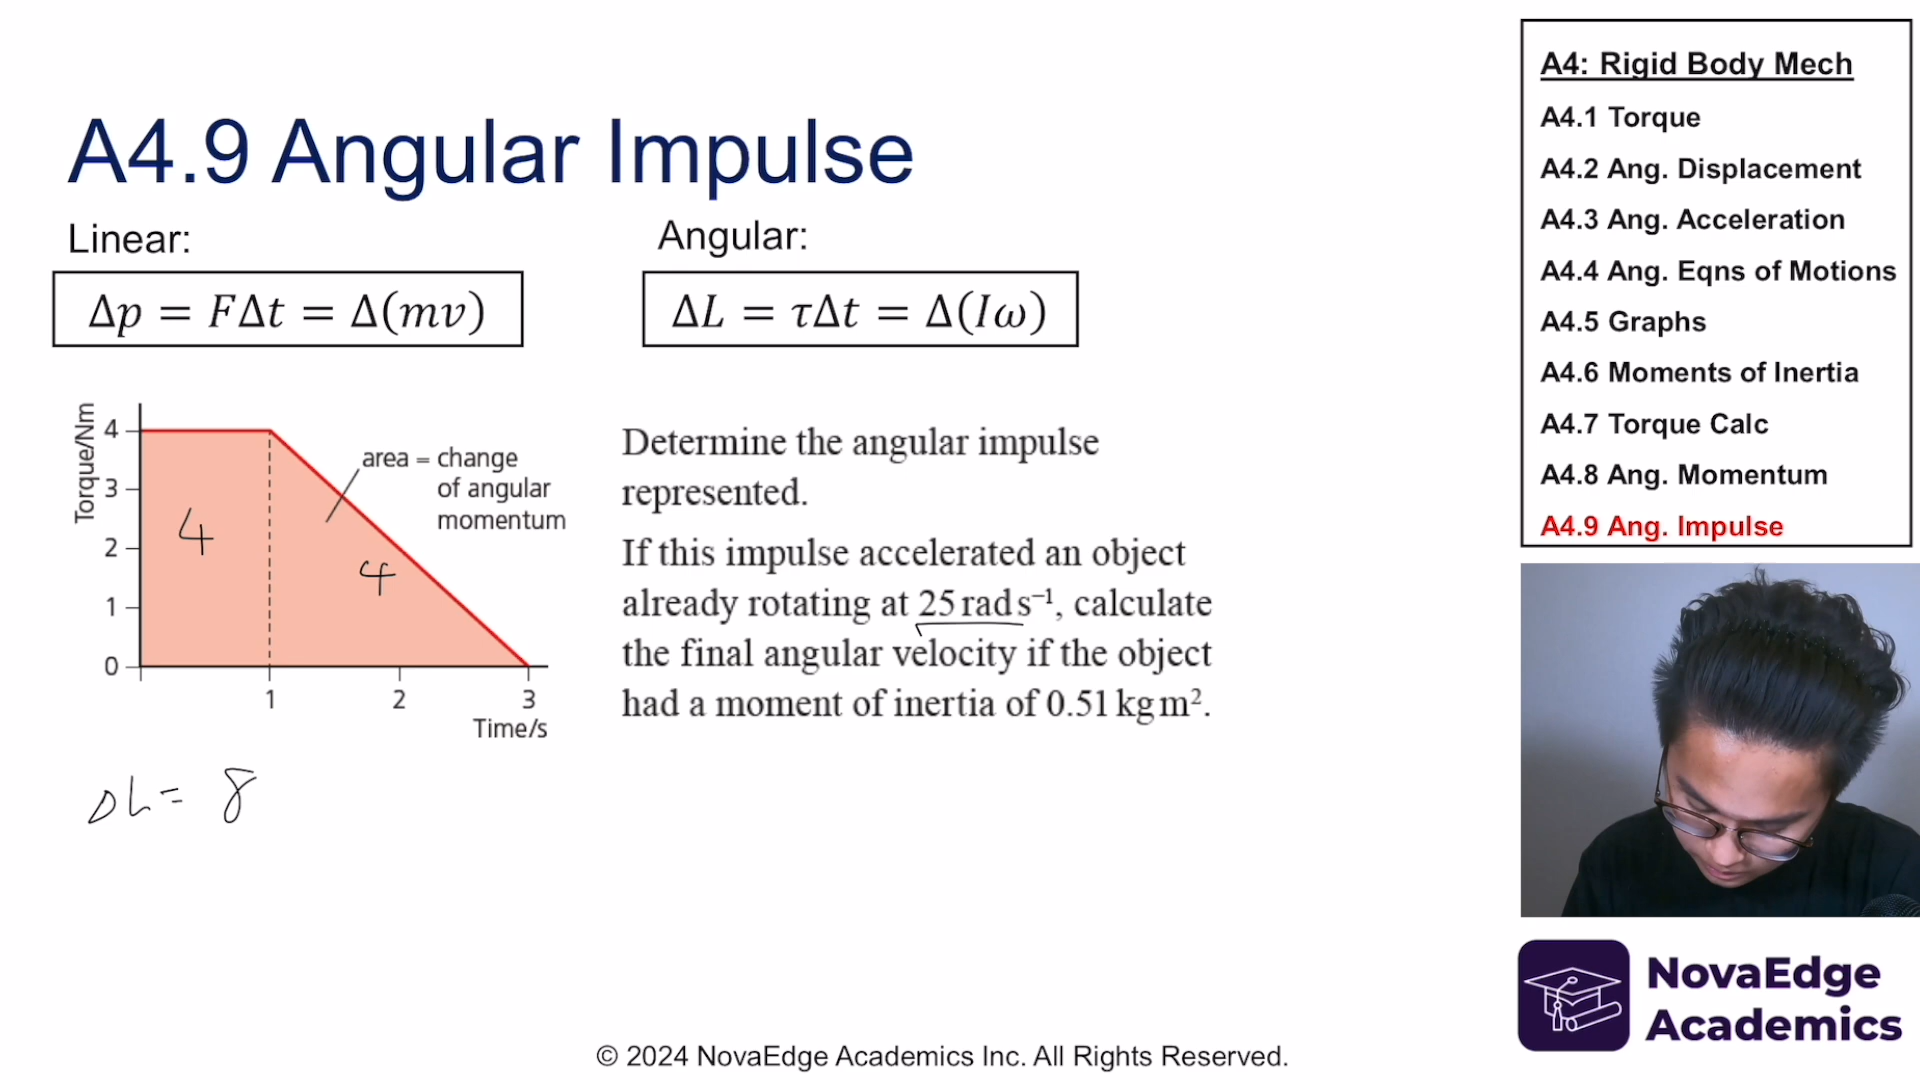 A4.9 Angular Impulse
Linear:
Δp = FΔt = Δ(mv)
Angular:
ΔL = τΔt = Δ(Iω)
Torque/Nm
4
3
2
1
0
1
2
3
Time/s
area = change
of angular
momentum
4
4
ΔL = 8
Determine the angular impulse
represented.
If this impulse accelerated an object
already rotating at 25 rad s⁻¹, calculate
the final angular velocity if the object
had a moment of inertia of 0.51 kg m².
A4: Rigid Body Mech
A4.1 Torque
A4.2 Ang. Displacement
A4.3 Ang. Acceleration
A4.4 Ang. Eqns of Motions
A4.5 Graphs
A4.6 Moments of Inertia
A4.7 Torque Calc
A4.8 Ang. Momentum
A4.9 Ang. Impulse
NovaEdge
Academics
© 2024 NovaEdge Academics Inc. All Rights Reserved.